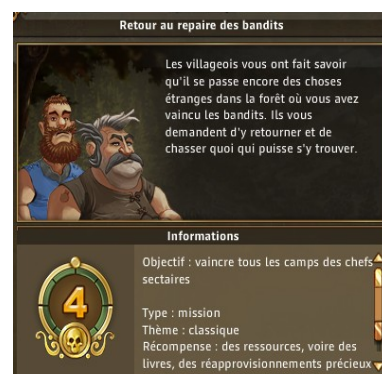 Retour au repaire des bandits
Les villageois vous ont fait savoir
qu'il se passe encore des choses
étranges dans la forêt où vous avez
vaincu les bandits. Ils vous
demandent d'y retourner et de
chasser quoi qui puisse s'y trouver.
Informations
4
Objectif : vaincre tous les camps des chefs
sectaires
Type : mission
Thème : classique
Récompense : des ressources, voire des
livres, des réapprovisionnements précieux